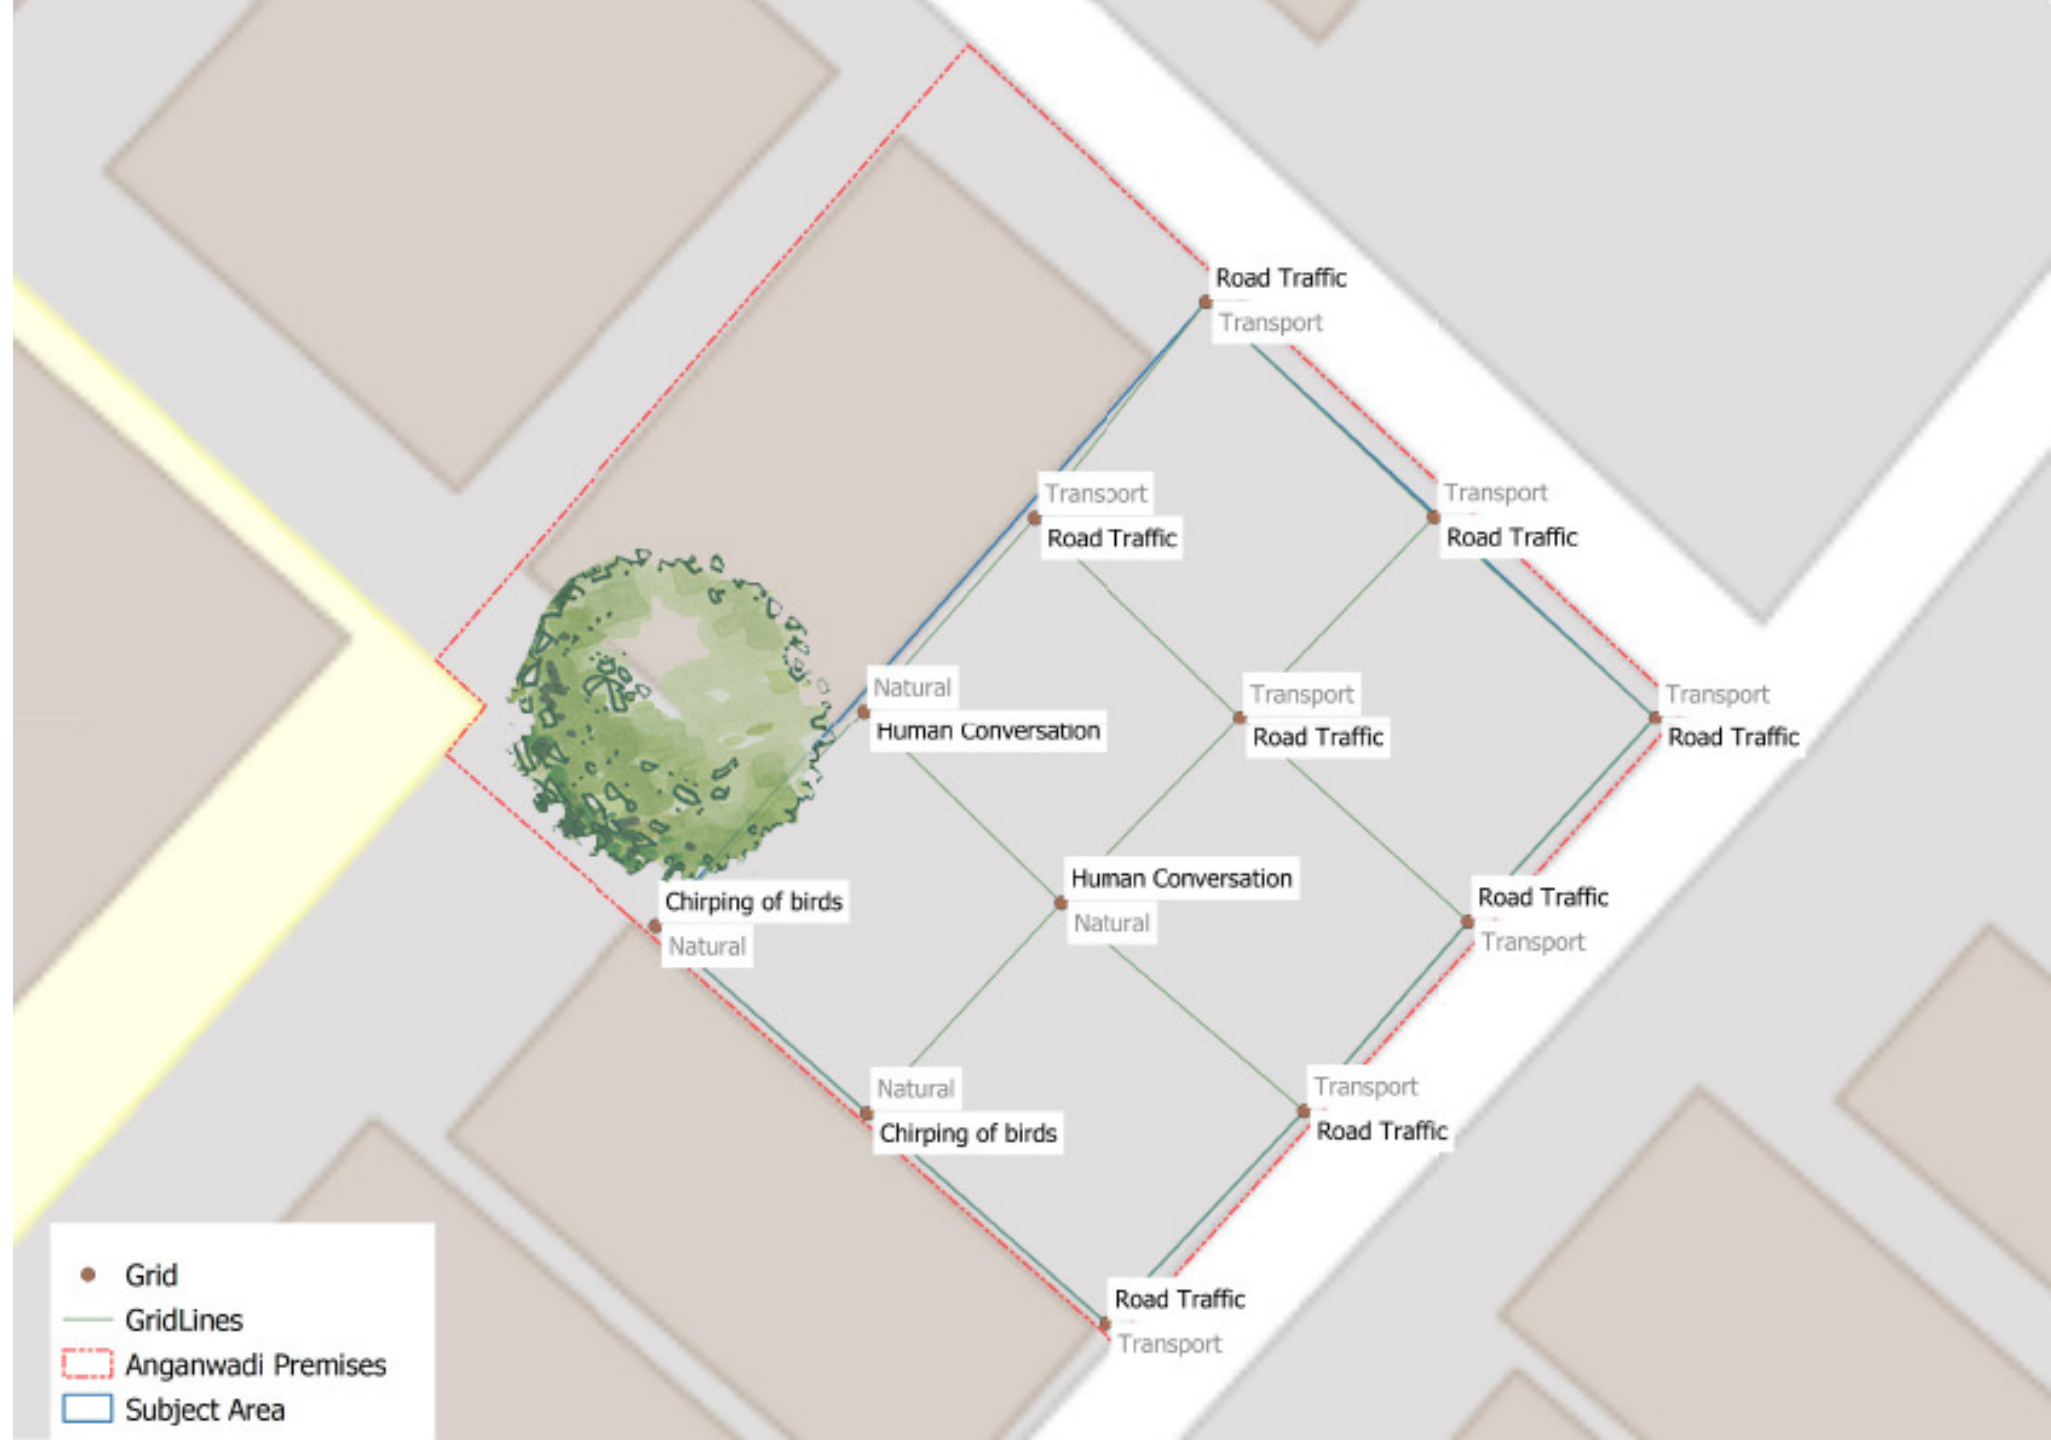 Road Traffic
Transport
Transport
Road Traffic
Transport
Road Traffic
Natural
Human Conversation
Transport
Road Traffic
Transport
Road Traffic
Chirping of birds
Natural
Human Conversation
Natural
Road Traffic
Transport
Natural
Chirping of birds
Transport
Road Traffic
Road Traffic
Transport
Grid
GridLines
Anganwadi Premises
Subject Area